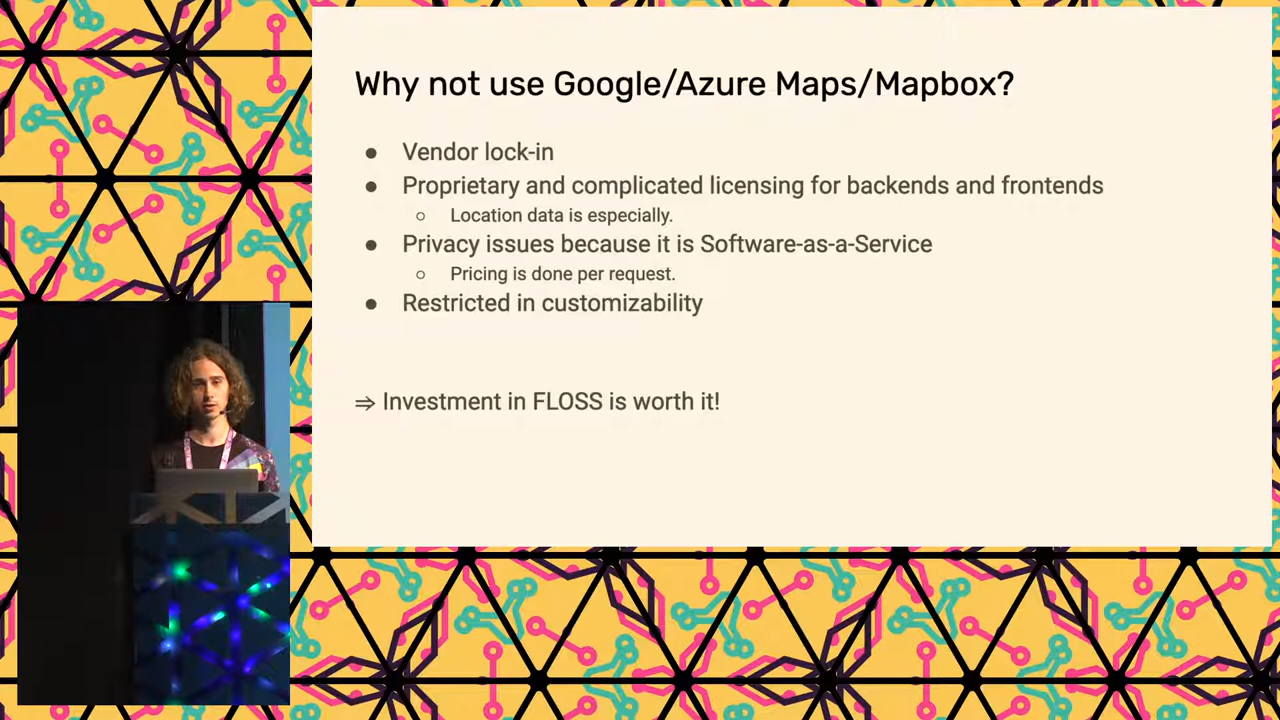 Why not use Google/Azure Maps/Mapbox?
● Vendor lock-in
● Proprietary and complicated licensing for backends and frontends
○ Location data is especially.
● Privacy issues because it is Software-as-a-Service
○ Pricing is done per request.
● Restricted in customizability
⇒ Investment in FLOSS is worth it!